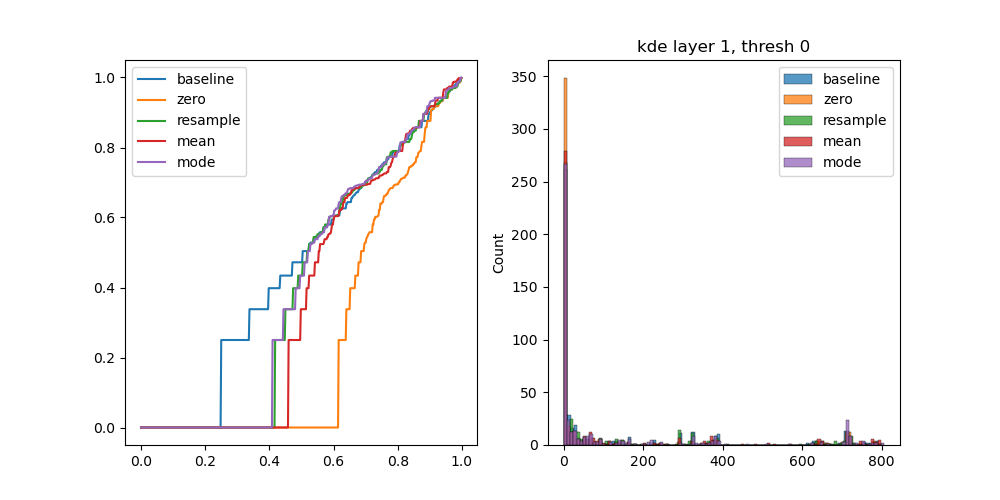 kde layer 1, thresh 0
baseline
zero
resample
mean
mode
1.0
0.8
0.6
0.4
0.2
0.0
0.0 0.2 0.4 0.6 0.8 1.0
baseline
zero
resample
mean
mode
Count
350
300
250
200
150
100
50
0
0 200 400 600 800